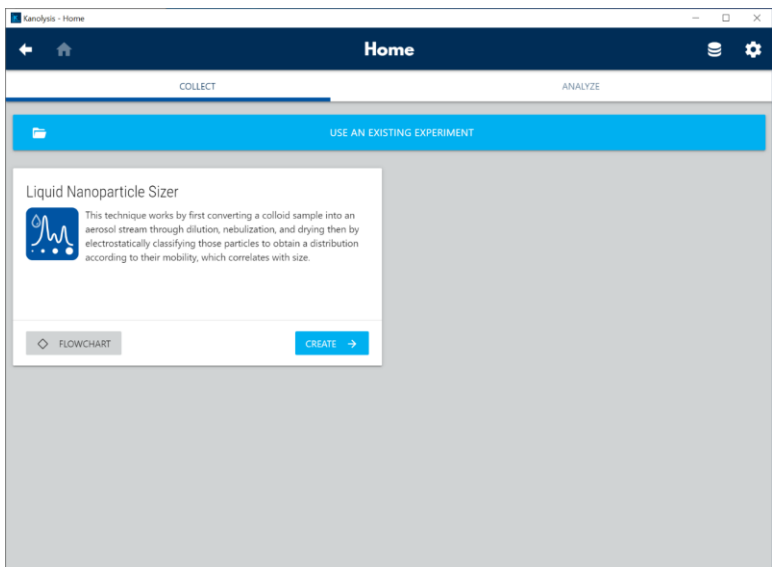 Kanolysis - Home
Home
COLLECT
ANALYZE
USE AN EXISTING EXPERIMENT
Liquid Nanoparticle Sizer
This technique works by first converting a colloid sample into an
aerosol stream through dilution, nebulization, and drying then by
electrostatically classifying those particles to obtain a distribution
according to their mobility, which correlates with size.
FLOWCHART
CREATE